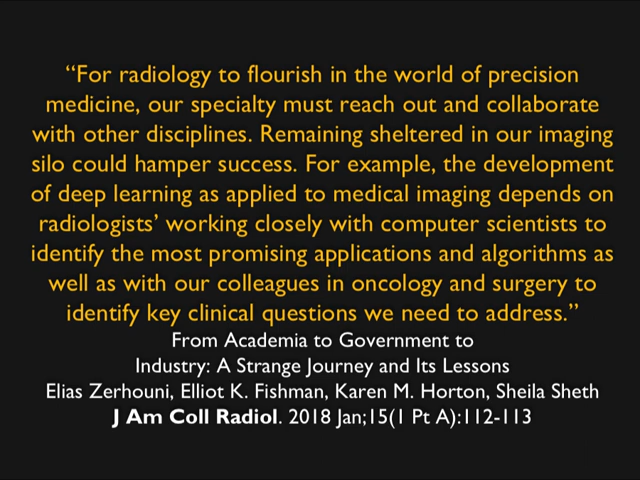 “For radiology to flourish in the world of precision
medicine, our specialty must reach out and collaborate
with other disciplines. Remaining sheltered in our imaging
silo could hamper success. For example, the development
of deep learning as applied to medical imaging depends on
radiologists’ working closely with computer scientists to
identify the most promising applications and algorithms as
well as with our colleagues in oncology and surgery to
identify key clinical questions we need to address.”
From Academia to Government to
Industry: A Strange Journey and Its Lessons
Elias Zerhouni, Elliot K. Fishman, Karen M. Horton, Sheila Sheth
J Am Coll Radiol. 2018 Jan;15(1 Pt A):112-113